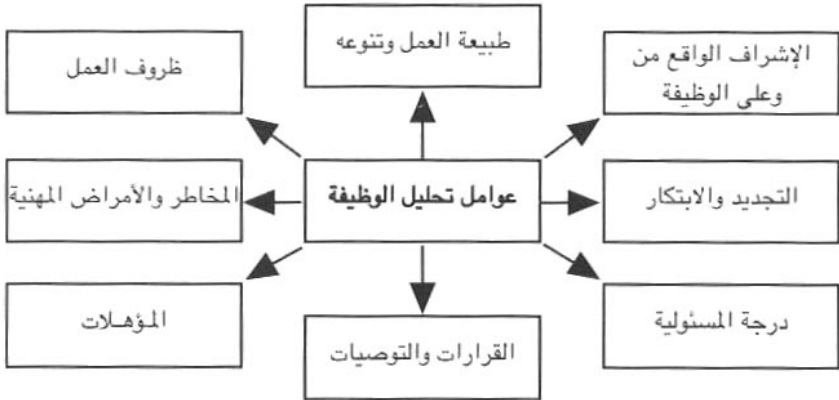 طبيعة العمل وتنوعه
الإشراف الواقع من
وعلى الوظيفة
ظروف العمل
عوامل تحليل الوظيفة
التجديد والابتكار
المخاطر والأمراض المهنية
درجة المسئولية
المؤهـلات
القرارات والتوصيات